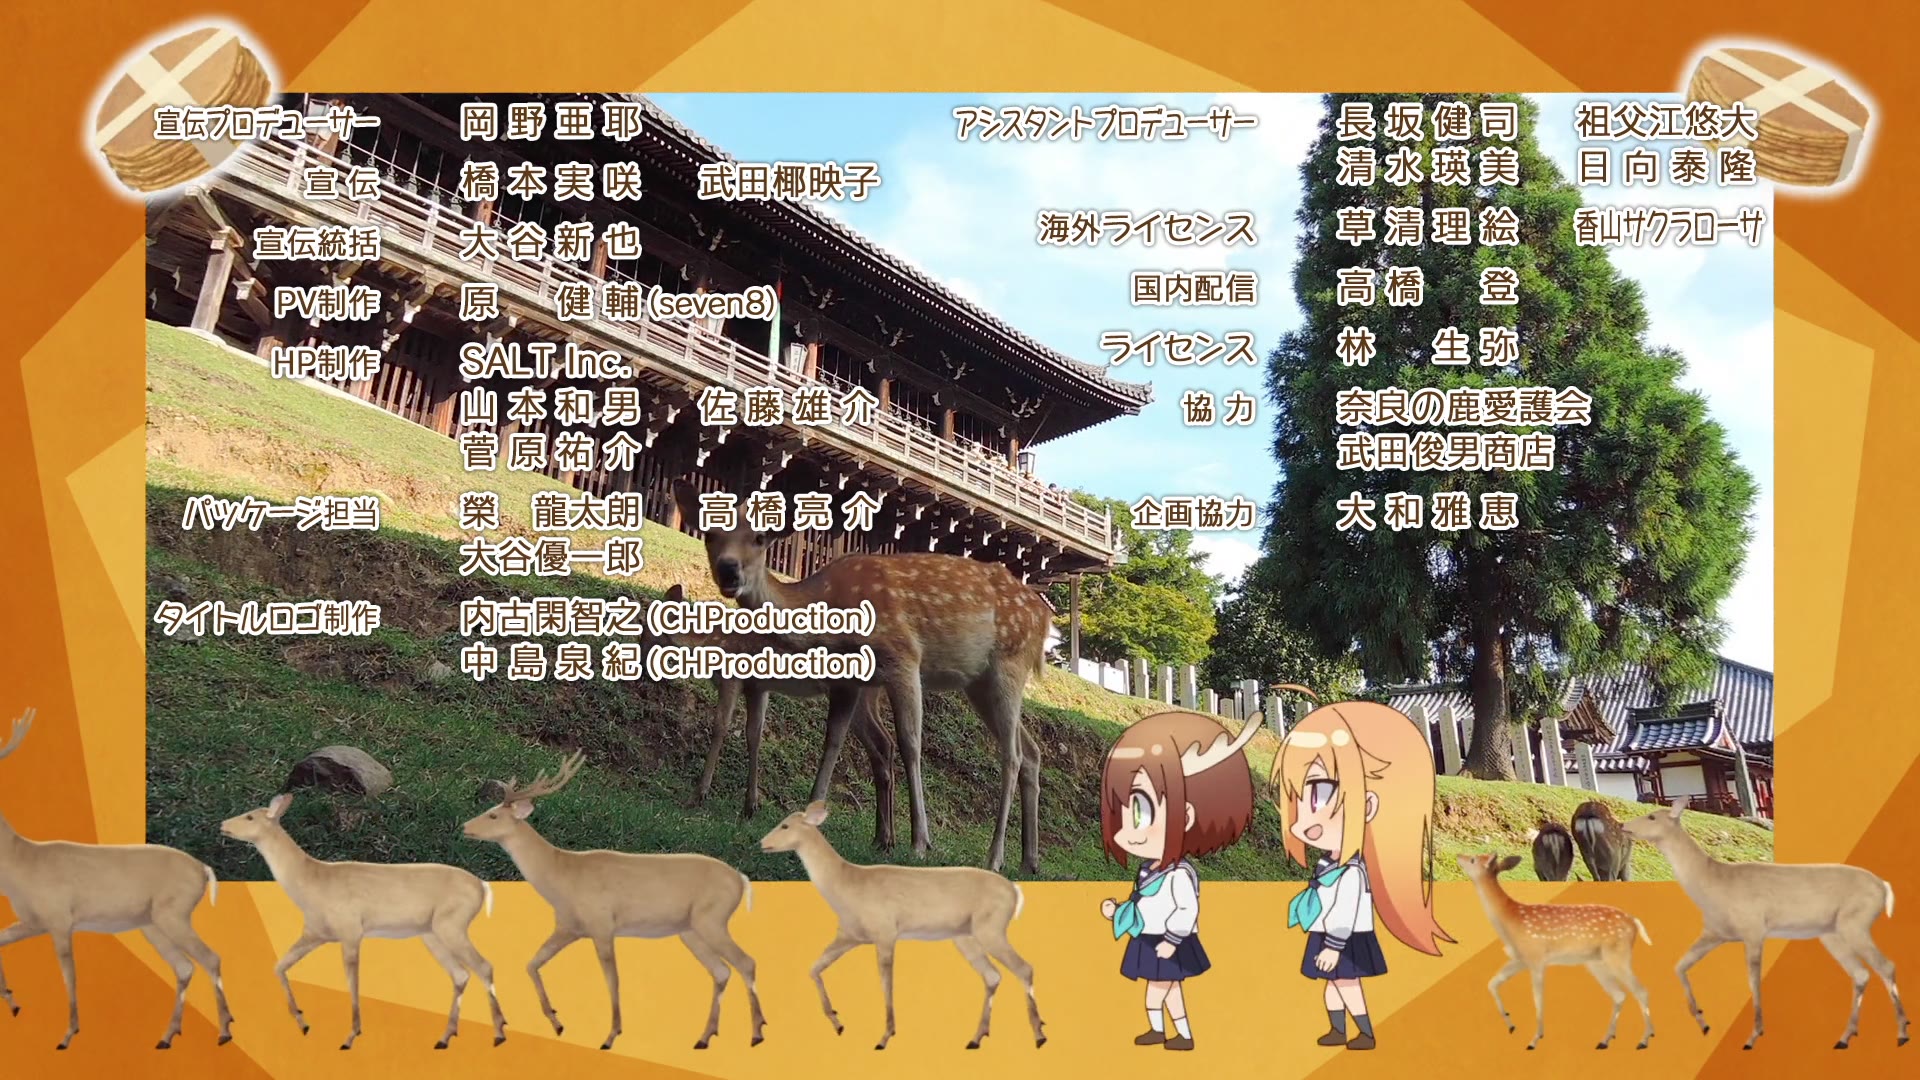 宣伝プロデューサー 岡野亜耶
宣伝 橋本実咲 武田椰映子
宣伝統括 大谷新也
PV制作 原 健輔(seven8)
HP制作 SALT Inc.
山本和男 佐藤雄介
菅原祐介
パッケージ担当 榮 龍太朗 高橋亮介
大谷優一郎
タイトルロゴ制作 内古閑智之(CHProduction)
中島泉紀(CHProduction)
アシスタントプロデューサー 長坂健司 祖父江悠大
清水瑛美 日向泰隆
海外ライセンス 草清理絵 香山サクラローサ
国内配信 高橋 登
ライセンス 林 生弥
協力 奈良の鹿愛護会
武田俊男商店
企画協力 大和雅恵